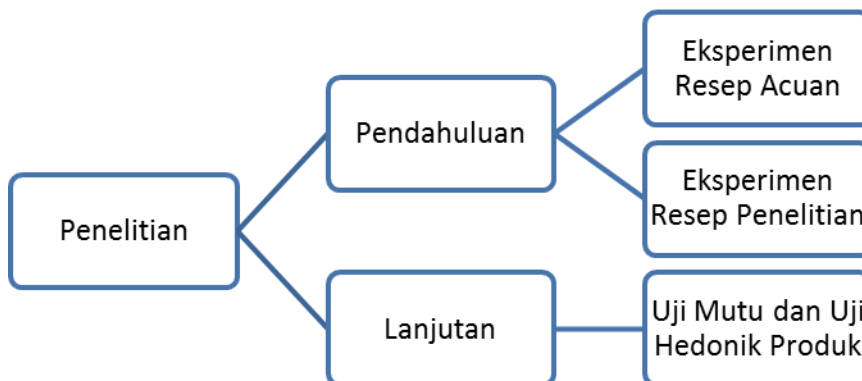 Penelitian
Pendahuluan
Eksperimen
Resep Acuan
Eksperimen
Resep Penelitian
Lanjutan
Uji Mutu dan Uji
Hedonik Produk